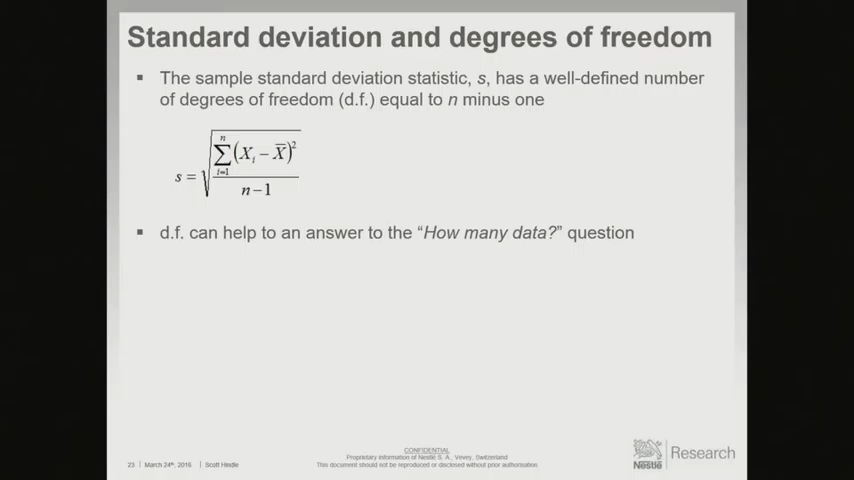 Standard deviation and degrees of freedom
▪ The sample standard deviation statistic, s, has a well-defined number
of degrees of freedom (d.f.) equal to n minus one
s = √(∑_{i=1}^{n} (X_i – X̄)² / (n – 1))
▪ d.f. can help to an answer to the “How many data?” question
CONFIDENTIAL
Proprietary information of Nestlé S. A., Vevey, Switzerland
This document should not be reproduced or disclosed without prior authorisation.
23 | March 24th, 2016 | Scott Hindle
Nestlé Research